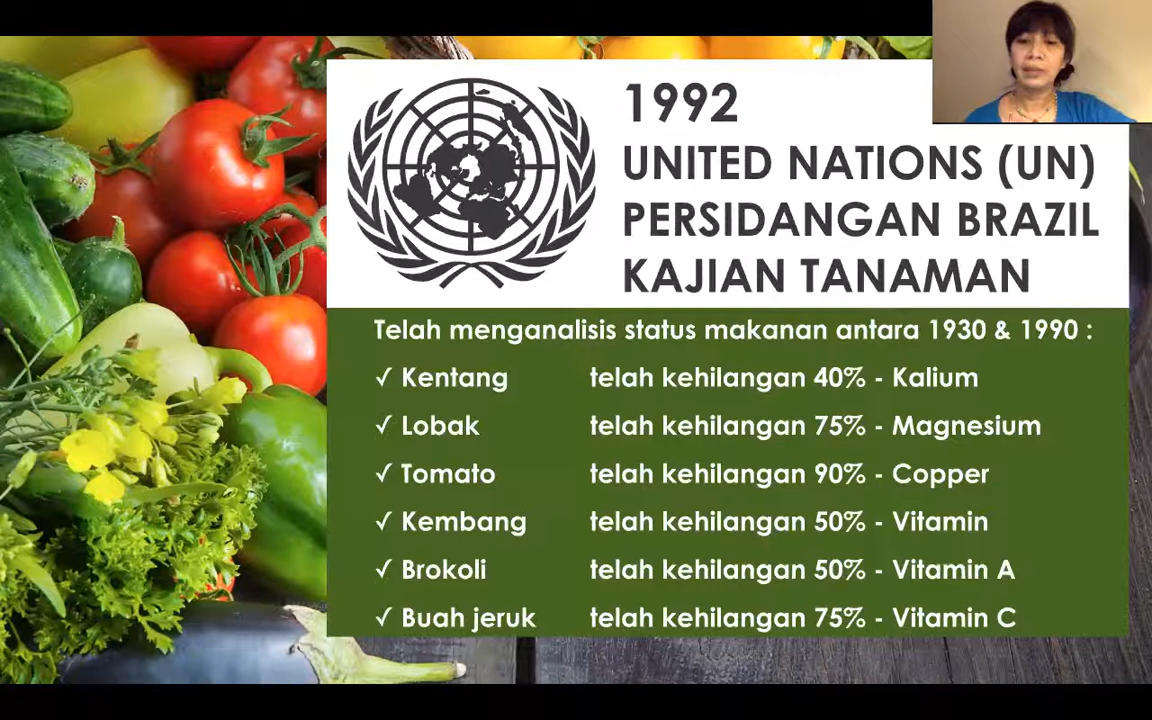 1992
UNITED NATIONS (UN)
PERSIDANGAN BRAZIL
KAJIAN TANAMAN
Telah menganalisis status makanan antara 1930 & 1990 :
✓ Kentang telah kehilangan 40% - Kalium
✓ Lobak telah kehilangan 75% - Magnesium
✓ Tomato telah kehilangan 90% - Copper
✓ Kembang telah kehilangan 50% - Vitamin
✓ Brokoli telah kehilangan 50% - Vitamin A
✓ Buah jeruk telah kehilangan 75% - Vitamin C